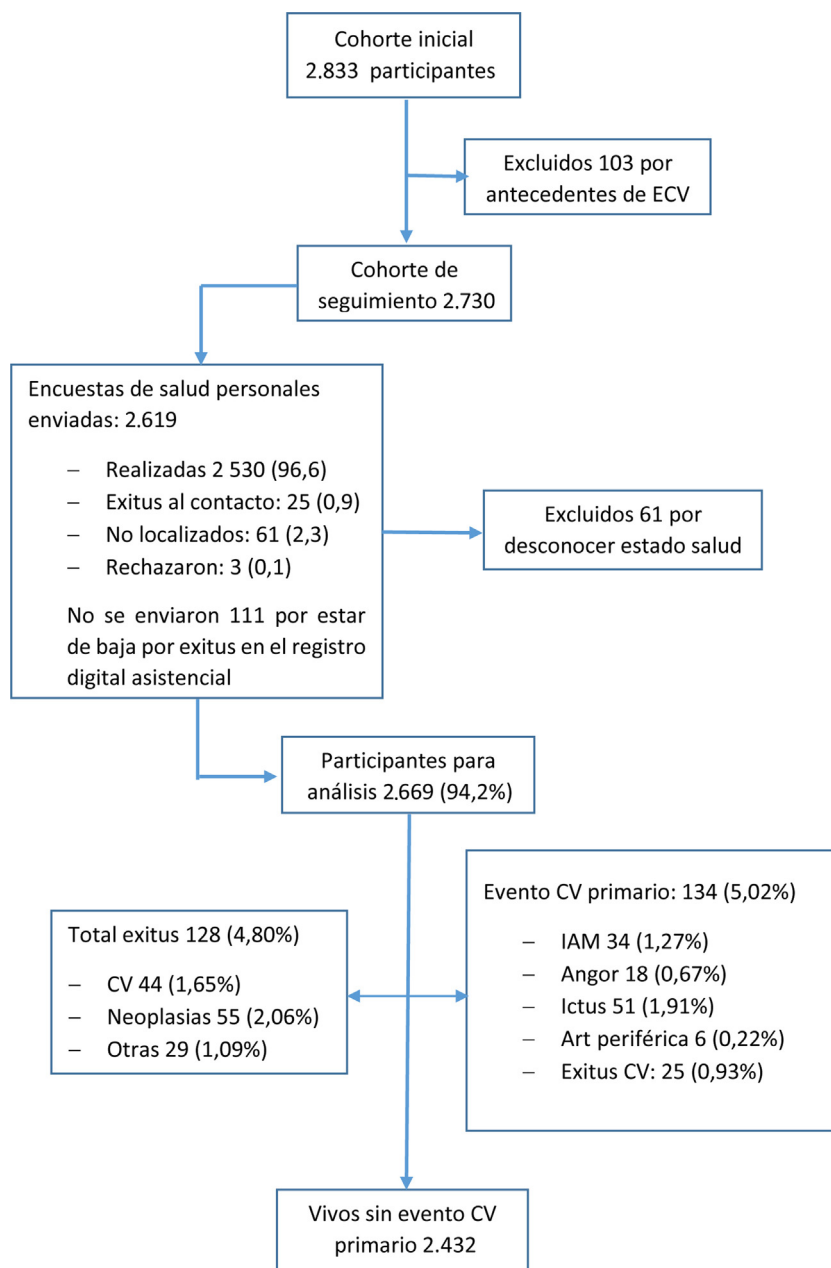 Cohorte inicial
2.833 participantes
Excluidos 103 por
antecedentes de ECV
Cohorte de
seguimiento 2.730
Encuestas de salud personales
enviadas: 2.619
– Realizadas 2 530 (96,6)
– Exitus al contacto: 25 (0,9)
– No localizados: 61 (2,3)
– Rechazaron: 3 (0,1)
No se enviaron 111 por estar
de baja por exitus en el registro
digital asistencial
Excluidos 61 por
desconocer estado salud
Participantes para
análisis 2.669 (94,2%)
Total exitus 128 (4,80%)
– CV 44 (1,65%)
– Neoplasias 55 (2,06%)
– Otras 29 (1,09%)
Evento CV primario: 134 (5,02%)
– IAM 34 (1,27%)
– Angor 18 (0,67%)
– Ictus 51 (1,91%)
– Art periférica 6 (0,22%)
– Exitus CV: 25 (0,93%)
Vivos sin evento CV
primario 2.432